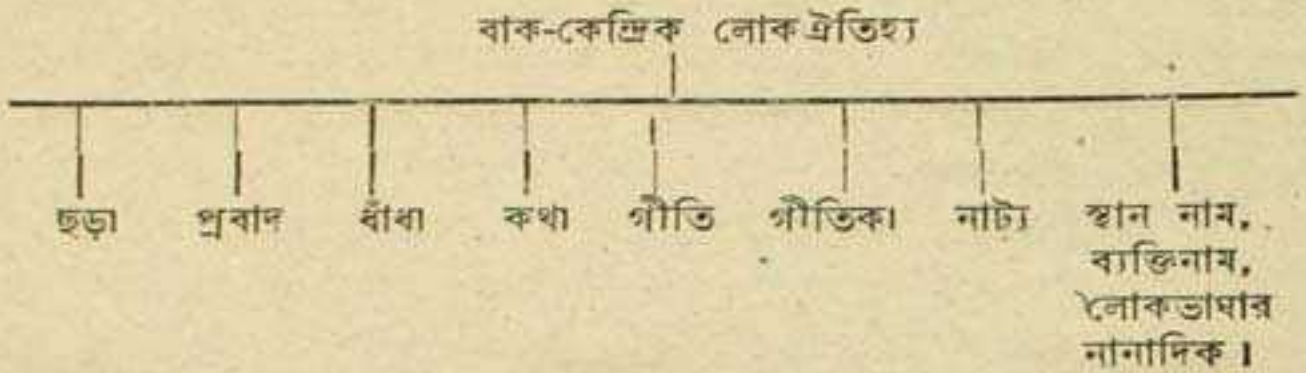 বাক-কেন্দ্রিক লোকঐতিহ্য
ছড়া প্রবাদ ধাঁধা কথা গীতি গীতিকা নাট্য স্থান নাম,
ব্যক্তিনাম,
লৌকভাষার
নানাদিক।